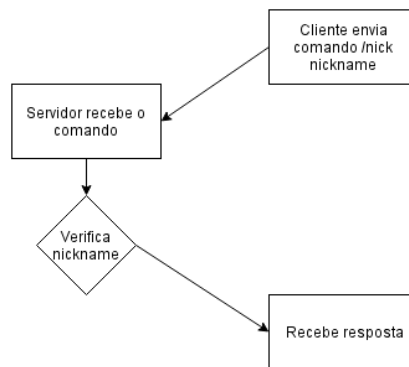 Cliente envia
comando /nick
nickname
Servidor recebe o
comando
Verifica
nickname
Recebe resposta